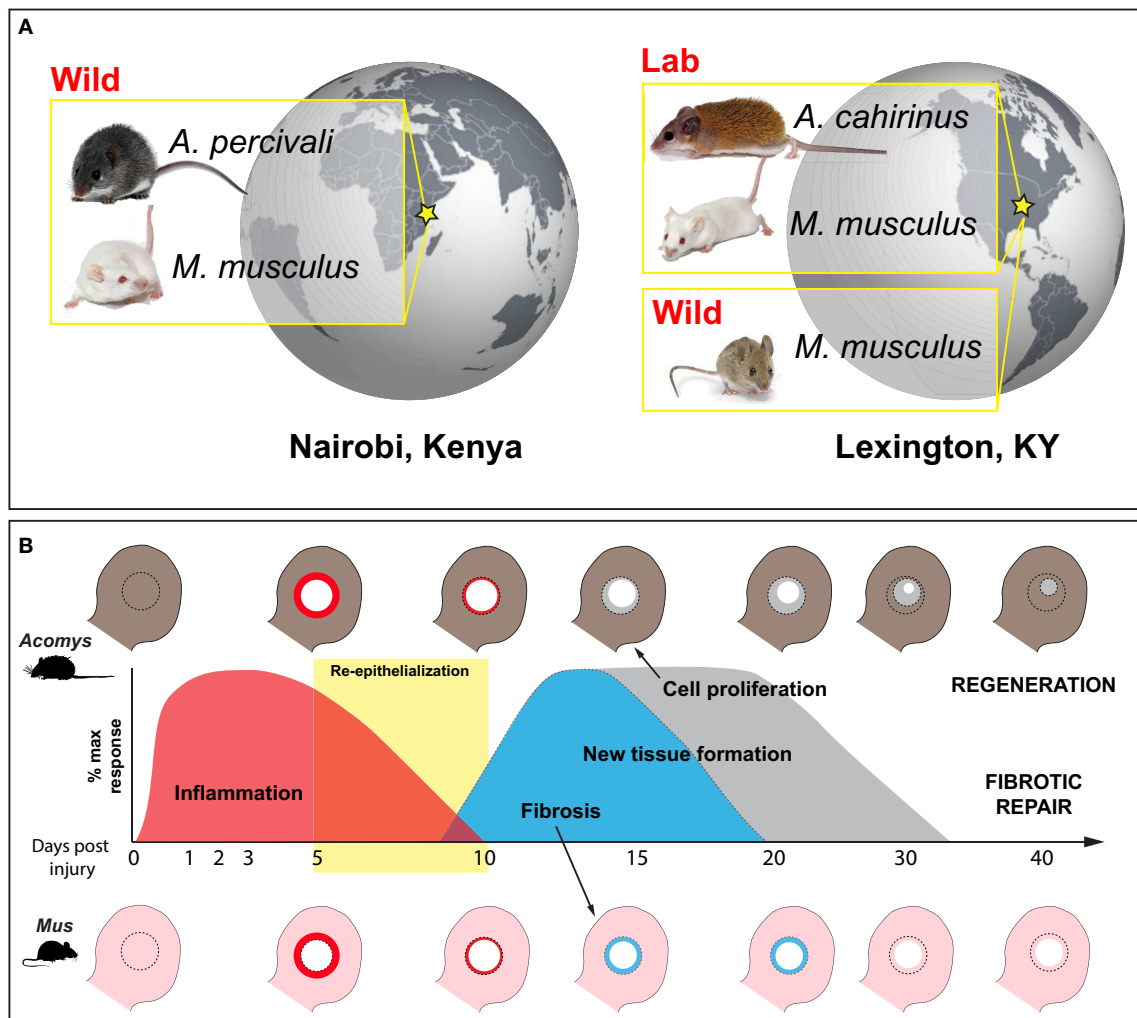 A
Wild
A. percivali
M. musculus
Nairobi, Kenya
Lab
A. cahirinus
M. musculus
Wild
M. musculus
Lexington, KY
B
Acomys
Re-epithelialization
Cell proliferation
REGENERATION
% max
response
Inflammation
New tissue formation
Fibrosis
FIBROTIC
REPAIR
Days post
injury
0 1 2 3 5 10 15 20 30 40
Mus